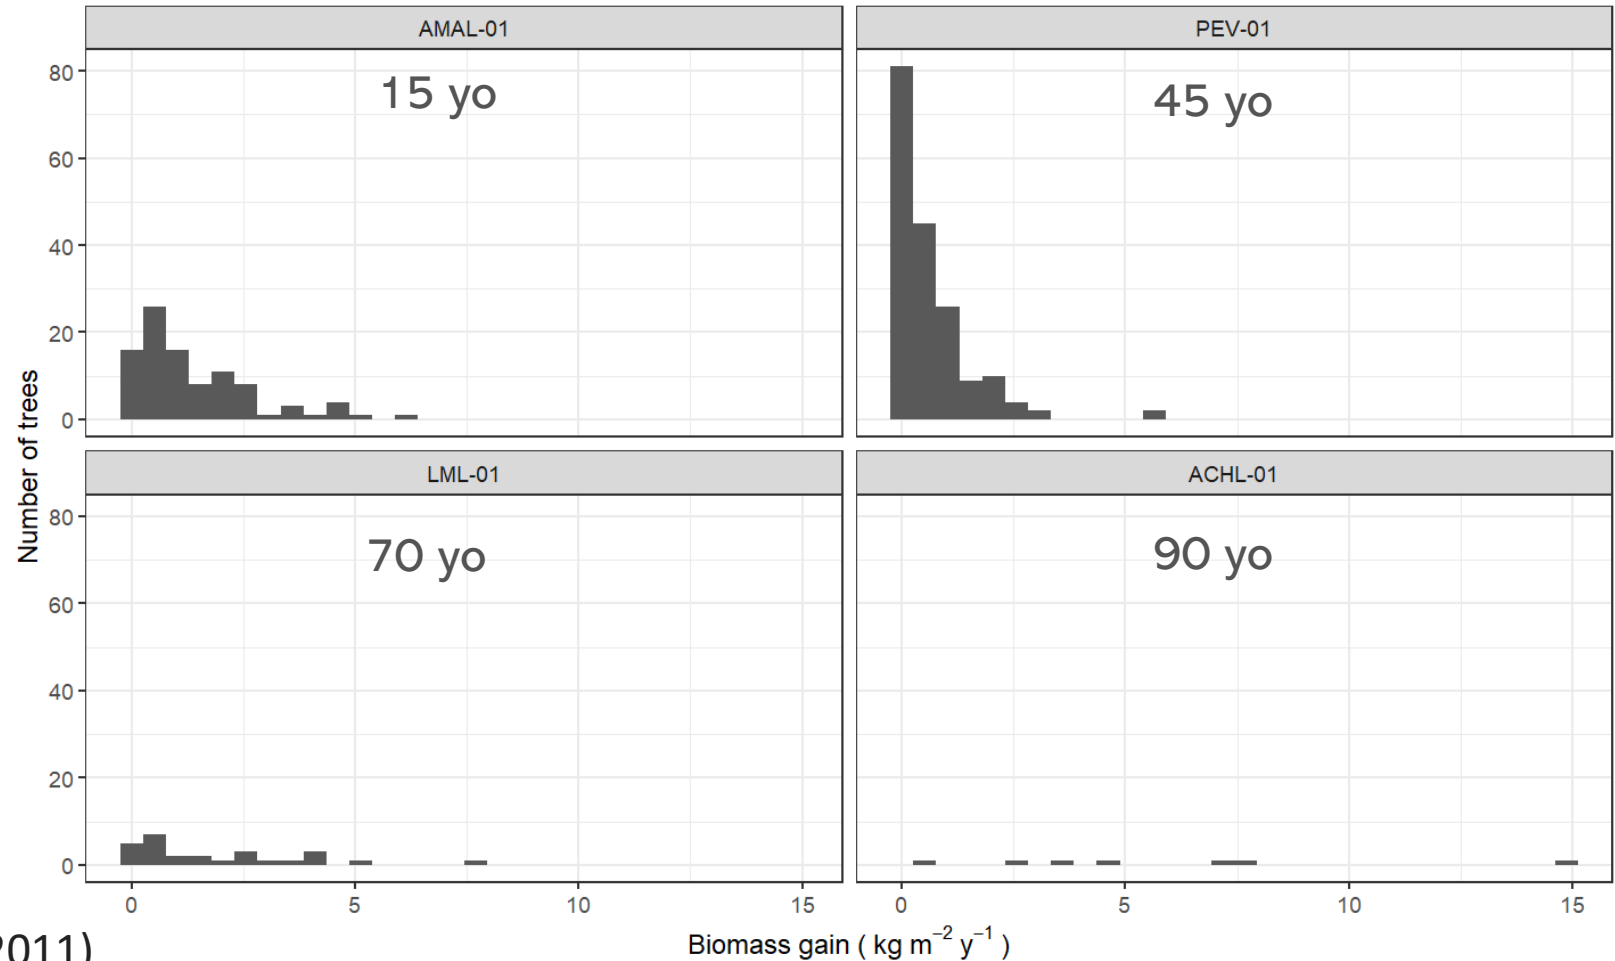 AMAL-01
PEV-01
15 yo
45 yo
80
60
40
20
0
LML-01
ACHL-01
70 yo
90 yo
80
60
40
20
0
Number of trees
0 5 10 15
0 5 10 15
Biomass gain ( kg m⁻² y⁻¹ )
2011)